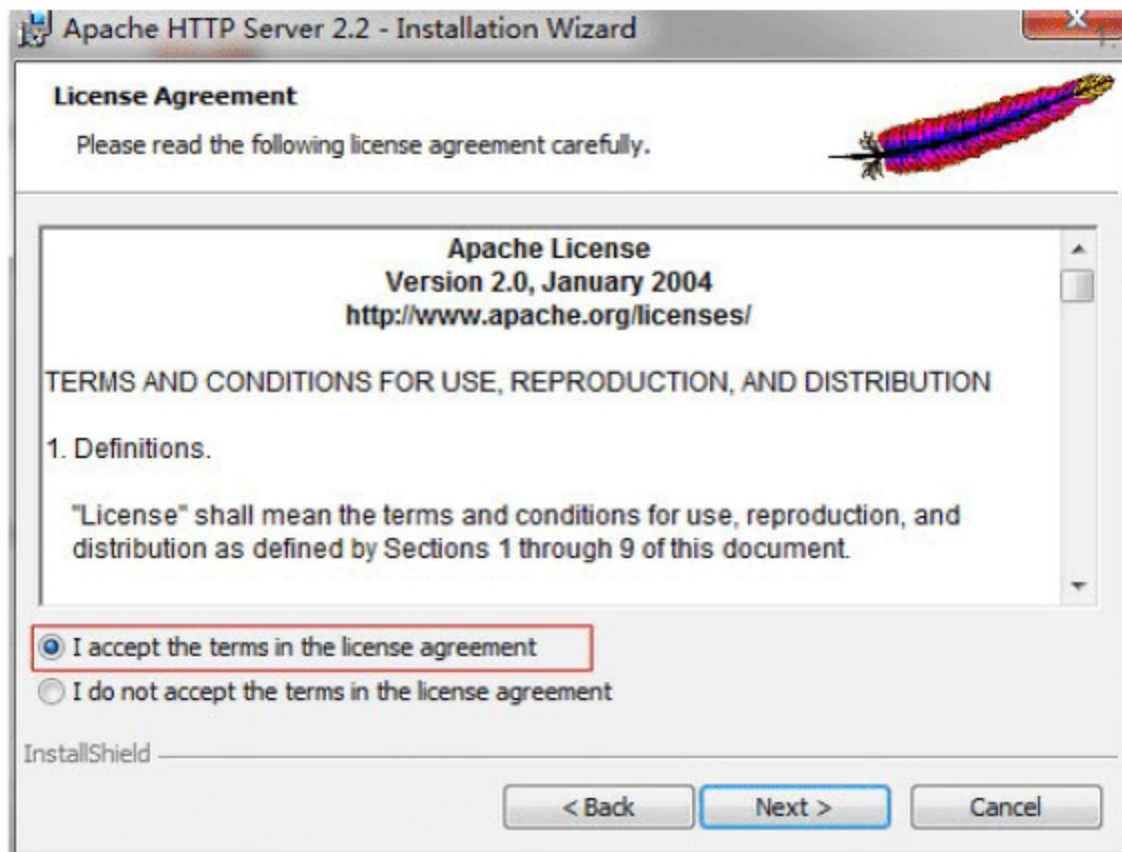 Apache HTTP Server 2.2 - Installation Wizard
License Agreement
Please read the following license agreement carefully.
Apache License
Version 2.0, January 2004
http://www.apache.org/licenses/
TERMS AND CONDITIONS FOR USE, REPRODUCTION, AND DISTRIBUTION
1. Definitions.
"License" shall mean the terms and conditions for use, reproduction, and
distribution as defined by Sections 1 through 9 of this document.
I accept the terms in the license agreement
I do not accept the terms in the license agreement
InstallShield
< Back
Next >
Cancel